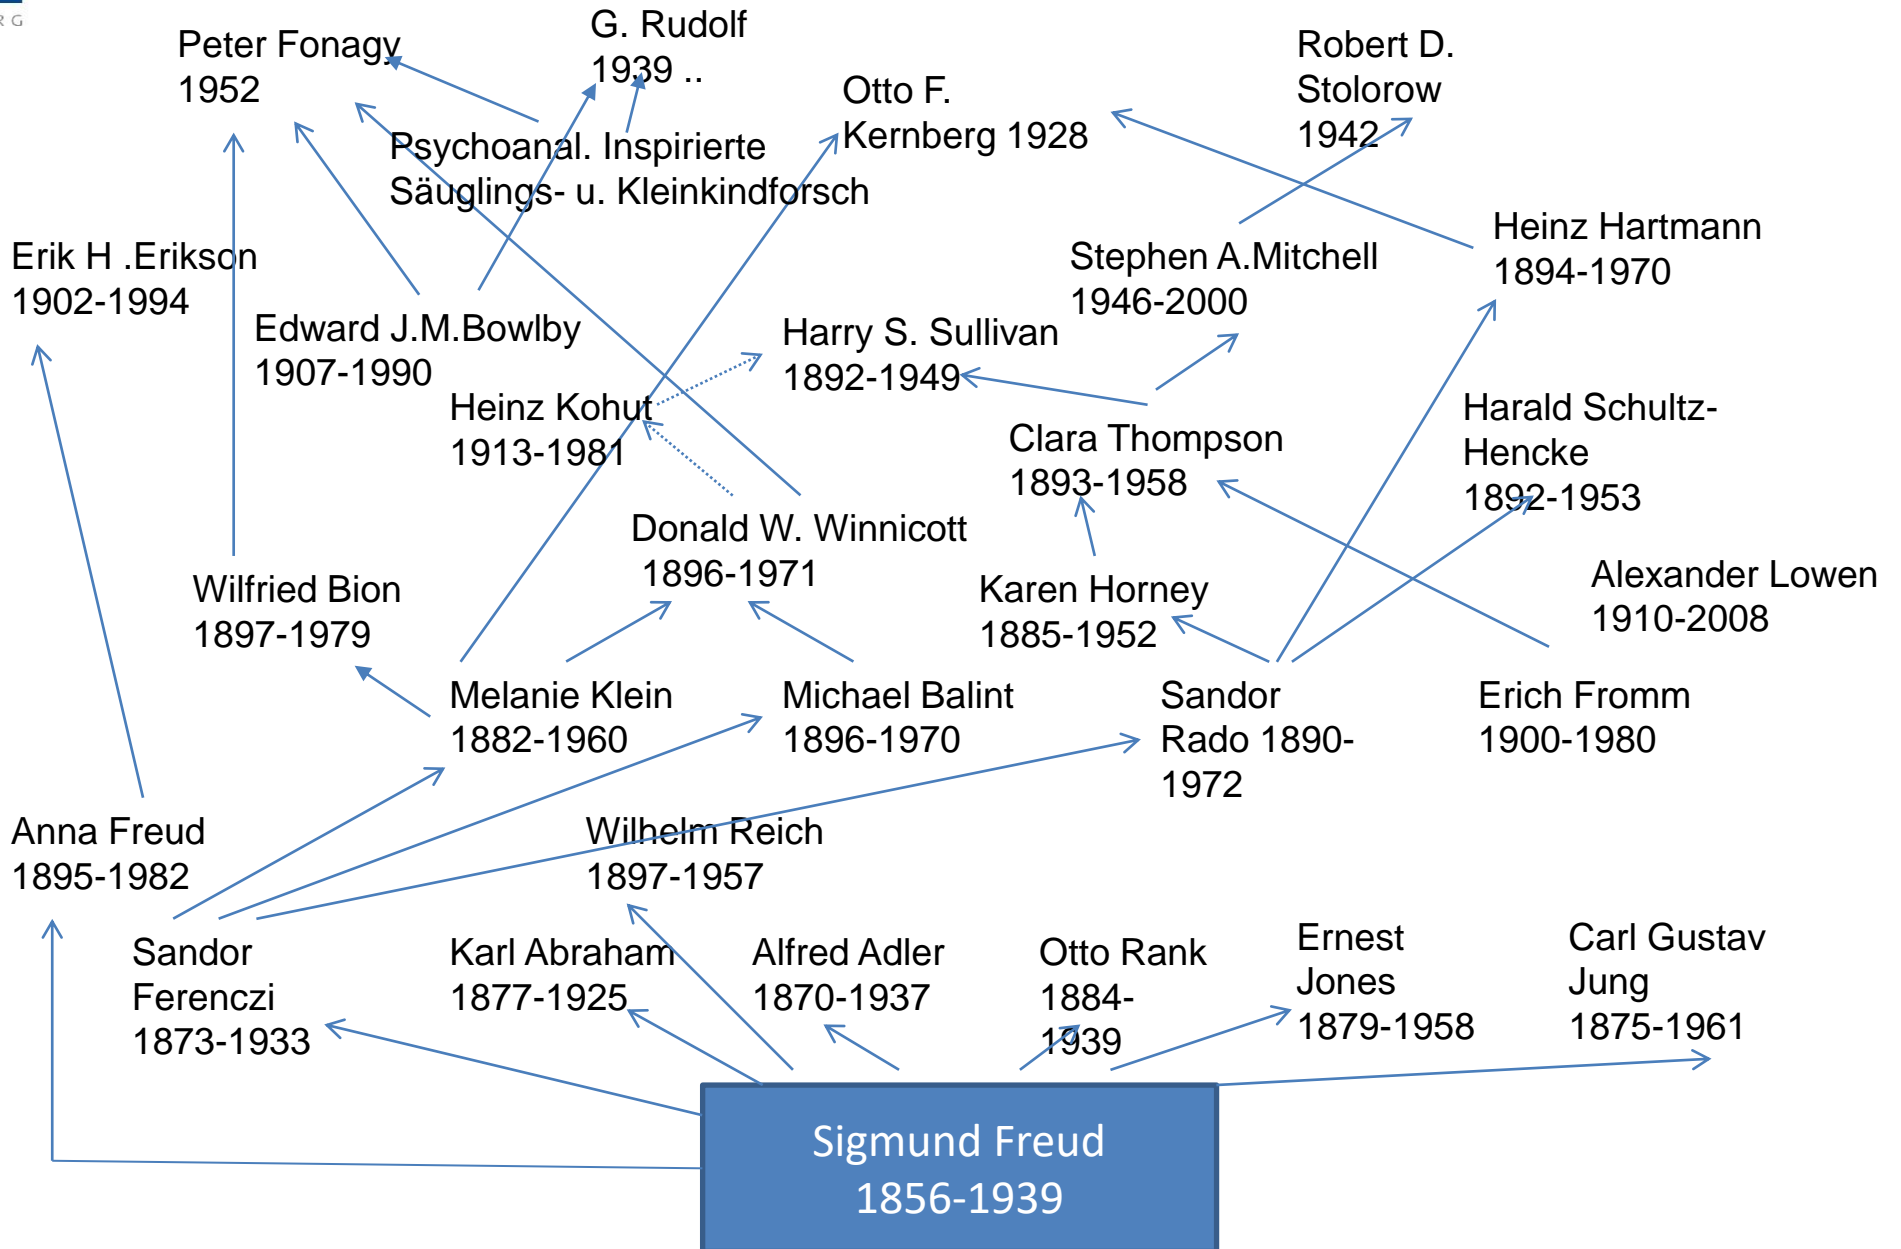 R G
Peter Fonagy
1952
G. Rudolf
1939 ..
Otto F.
Kernberg 1928
Robert D.
Stolorow
1942
Psychoanal. Inspirierte
Säuglings- u. Kleinkindforsch
Erik H .Erikson
1902-1994
Stephen A.Mitchell
1946-2000
Heinz Hartmann
1894-1970
Edward J.M.Bowlby
1907-1990
Harry S. Sullivan
1892-1949
Heinz Kohut
1913-1981
Clara Thompson
1893-1958
Harald Schultz-
Hencke
1892-1953
Donald W. Winnicott
1896-1971
Wilfried Bion
1897-1979
Karen Horney
1885-1952
Alexander Lowen
1910-2008
Melanie Klein
1882-1960
Michael Balint
1896-1970
Sandor
Rado 1890-
1972
Erich Fromm
1900-1980
Anna Freud
1895-1982
Wilhelm Reich
1897-1957
Sandor
Ferenczi
1873-1933
Karl Abraham
1877-1925
Alfred Adler
1870-1937
Otto Rank
1884-
1939
Ernest
Jones
1879-1958
Carl Gustav
Jung
1875-1961
Sigmund Freud
1856-1939